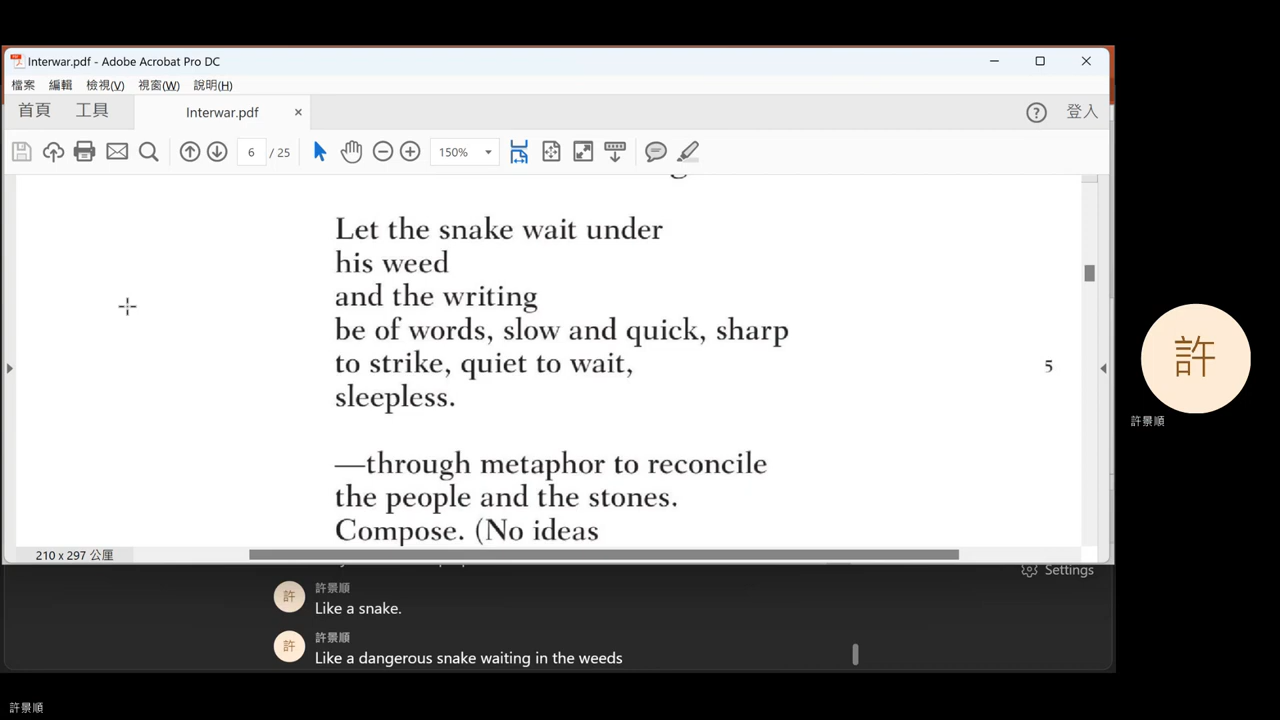 Interwar.pdf - Adobe Acrobat Pro DC
檔案 編輯 檢視(V) 視窗(W) 說明(H)
首頁 工具 Interwar.pdf × 登入
6 / 25 150%
Let the snake wait under
his weed
and the writing
be of words, slow and quick, sharp
to strike, quiet to wait, 5
sleepless.
—through metaphor to reconcile
the people and the stones.
Compose. (No ideas
210 x 297 公厘
Settings
許景順
許 Like a snake.
許景順
許 Like a dangerous snake waiting in the weeds
許
許景順
許景順